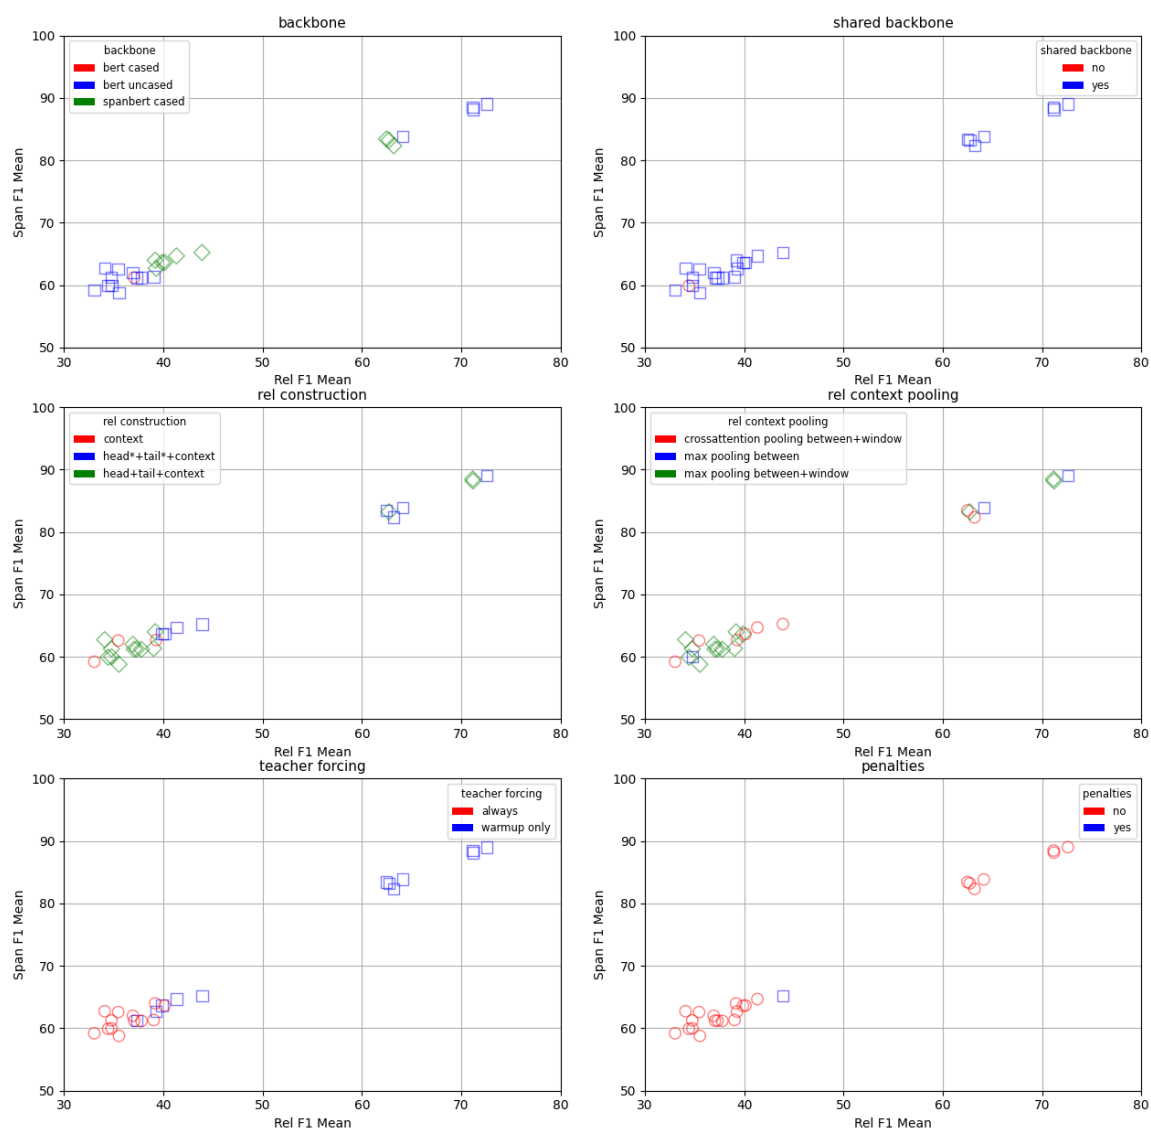 backbone
100
90
80
70
60
50
Span F1 Mean
backbone
bert cased
bert uncased
spanbert cased
30 40 50 60 70 80
Rel F1 Mean
shared backbone
100
90
80
70
60
50
Span F1 Mean
shared backbone
no
yes
30 40 50 60 70 80
Rel F1 Mean
rel construction
100
90
80
70
60
50
Span F1 Mean
rel construction
context
head*+tail*+context
head+tail+context
30 40 50 60 70 80
Rel F1 Mean
rel context pooling
100
90
80
70
60
50
Span F1 Mean
rel context pooling
crossattention pooling between+window
max pooling between
max pooling between+window
30 40 50 60 70 80
Rel F1 Mean
teacher forcing
100
90
80
70
60
50
Span F1 Mean
teacher forcing
always
warmup only
30 40 50 60 70 80
Rel F1 Mean
penalties
100
90
80
70
60
50
Span F1 Mean
penalties
no
yes
30 40 50 60 70 80
Rel F1 Mean